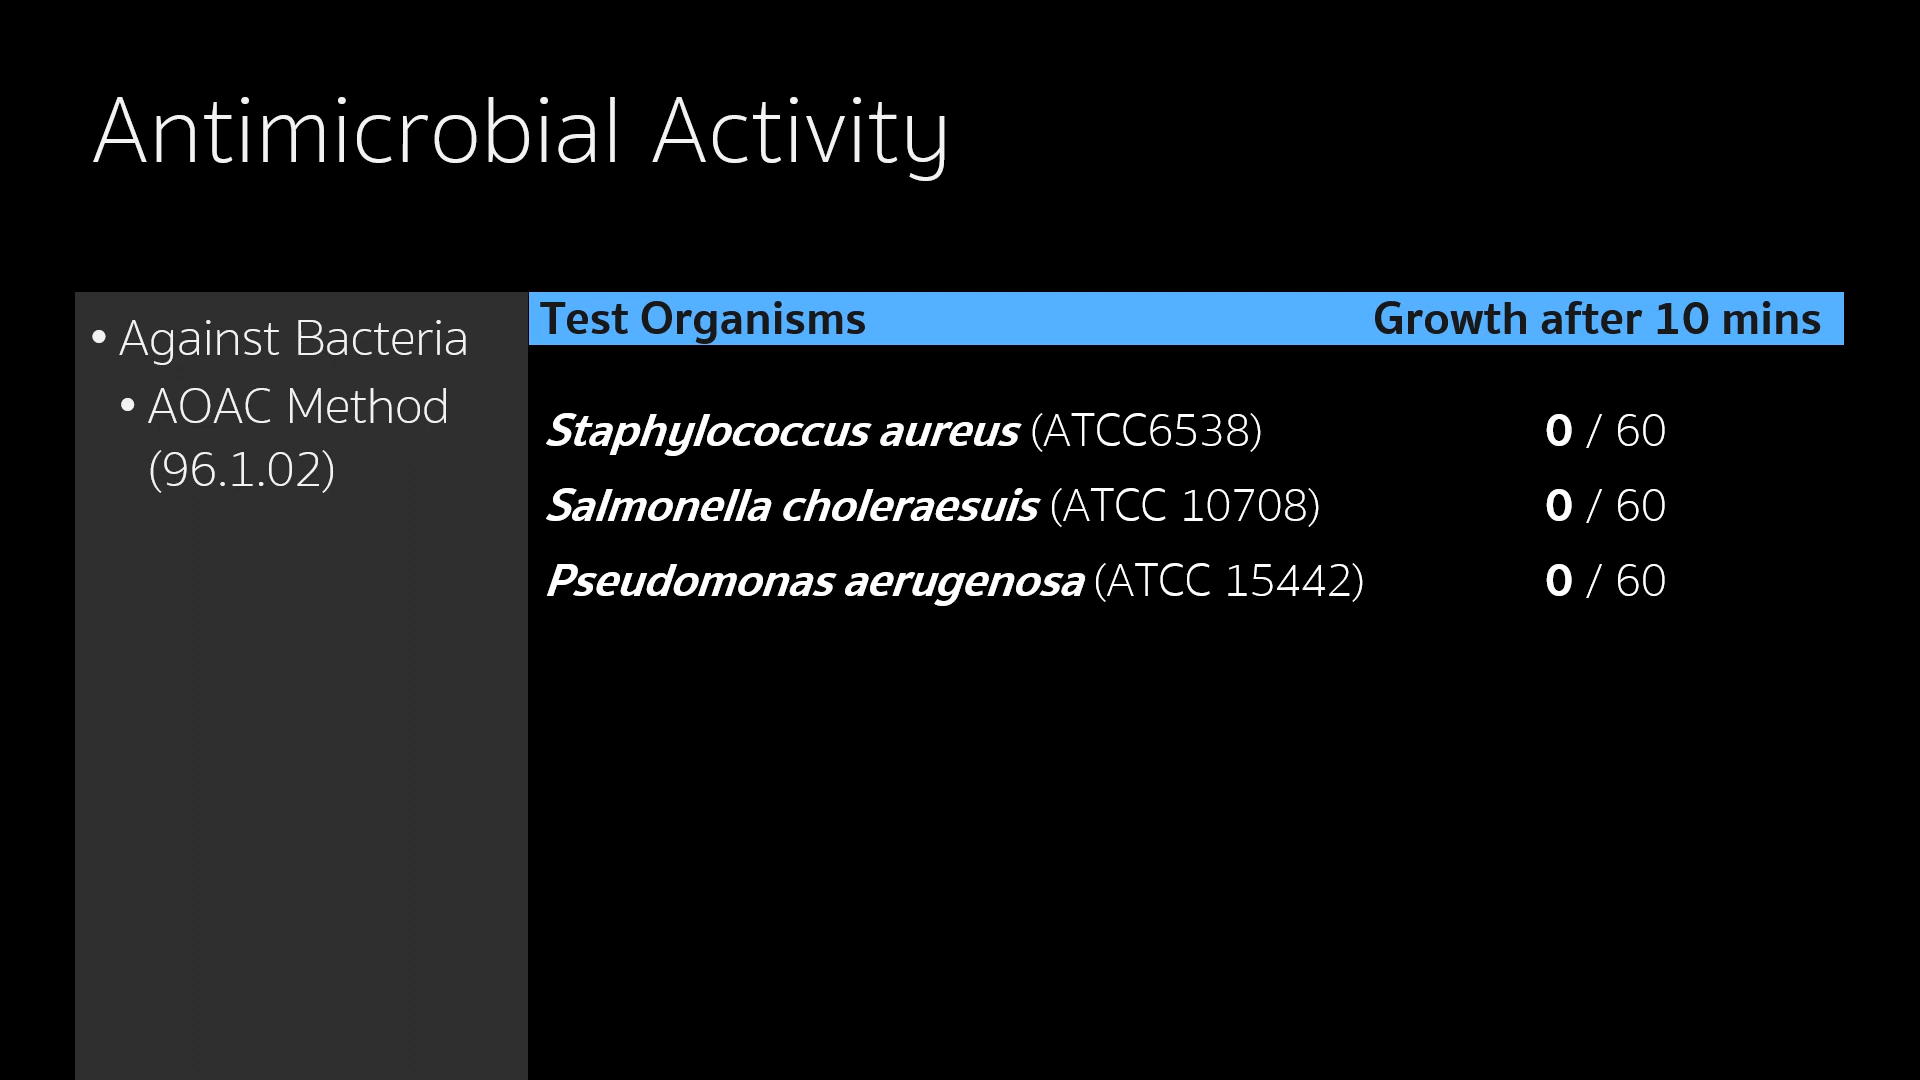 Antimicrobial Activity
• Against Bacteria
• AOAC Method
(96.1.02)
Test Organisms Growth after 10 mins
Staphylococcus aureus (ATCC6538) 0 / 60
Salmonella choleraesuis (ATCC 10708) 0 / 60
Pseudomonas aerugenosa (ATCC 15442) 0 / 60